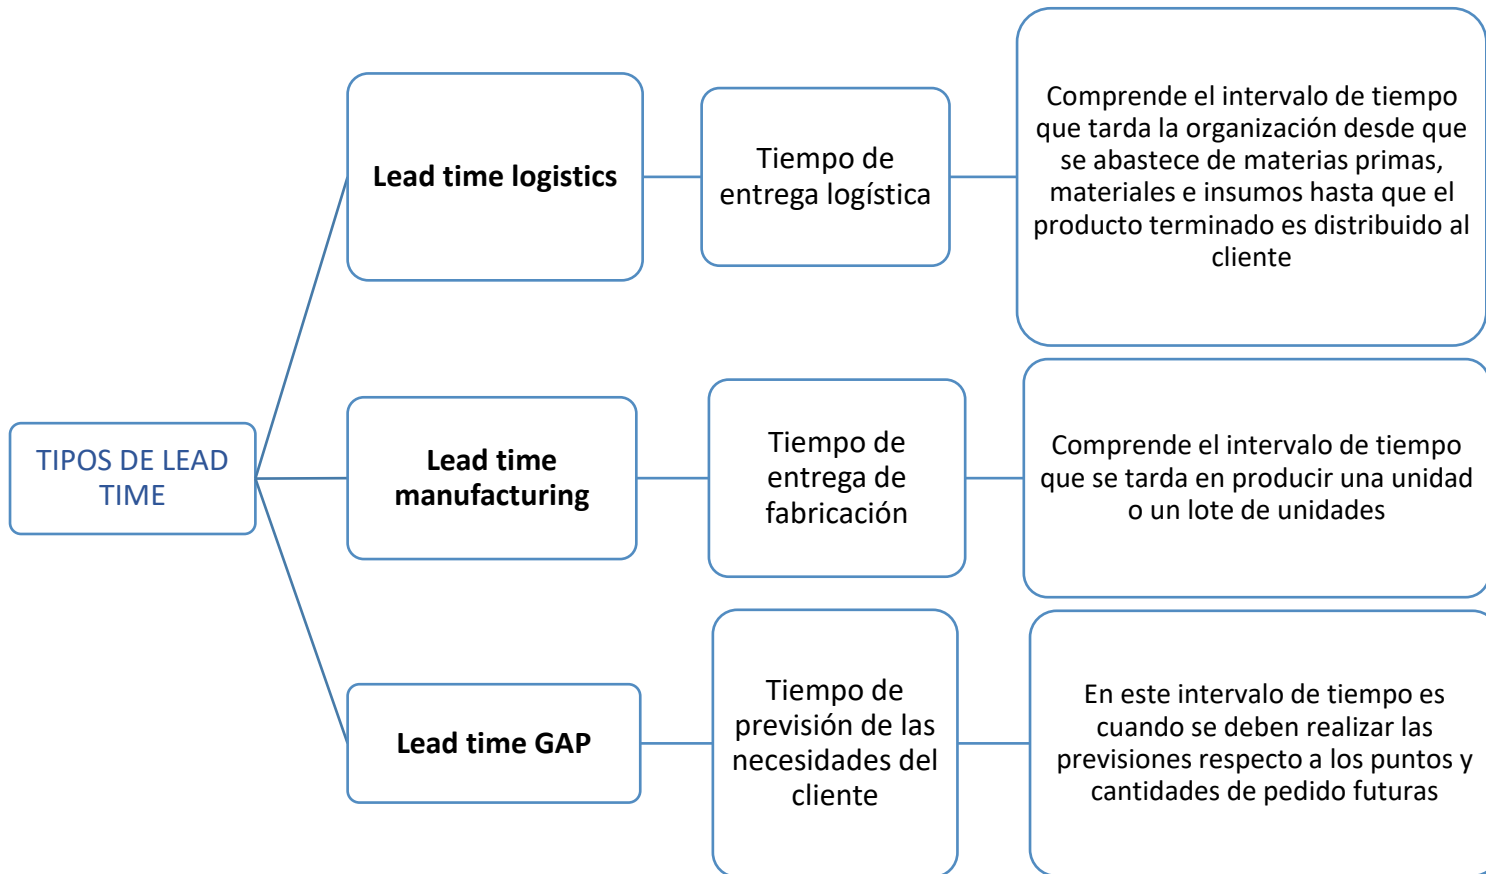 TIPOS DE LEAD
TIME
Lead time logistics
Tiempo de
entrega logística
Comprende el intervalo de tiempo
que tarda la organización desde que
se abastece de materias primas,
materiales e insumos hasta que el
producto terminado es distribuido al
cliente
Lead time
manufacturing
Tiempo de
entrega de
fabricación
Comprende el intervalo de tiempo
que se tarda en producir una unidad
o un lote de unidades
Lead time GAP
Tiempo de
previsión de las
necesidades del
cliente
En este intervalo de tiempo es
cuando se deben realizar las
previsiones respecto a los puntos y
cantidades de pedido futuras